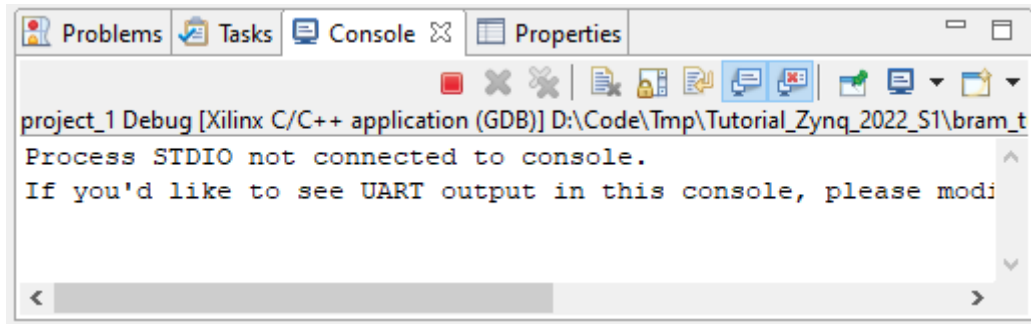 Problems Tasks Console Properties
project_1 Debug [Xilinx C/C++ application (GDB)] D:\Code\Tmp\Tutorial_Zynq_2022_S1\bram_t
Process STDIO not connected to console.
If you'd like to see UART output in this console, please modi